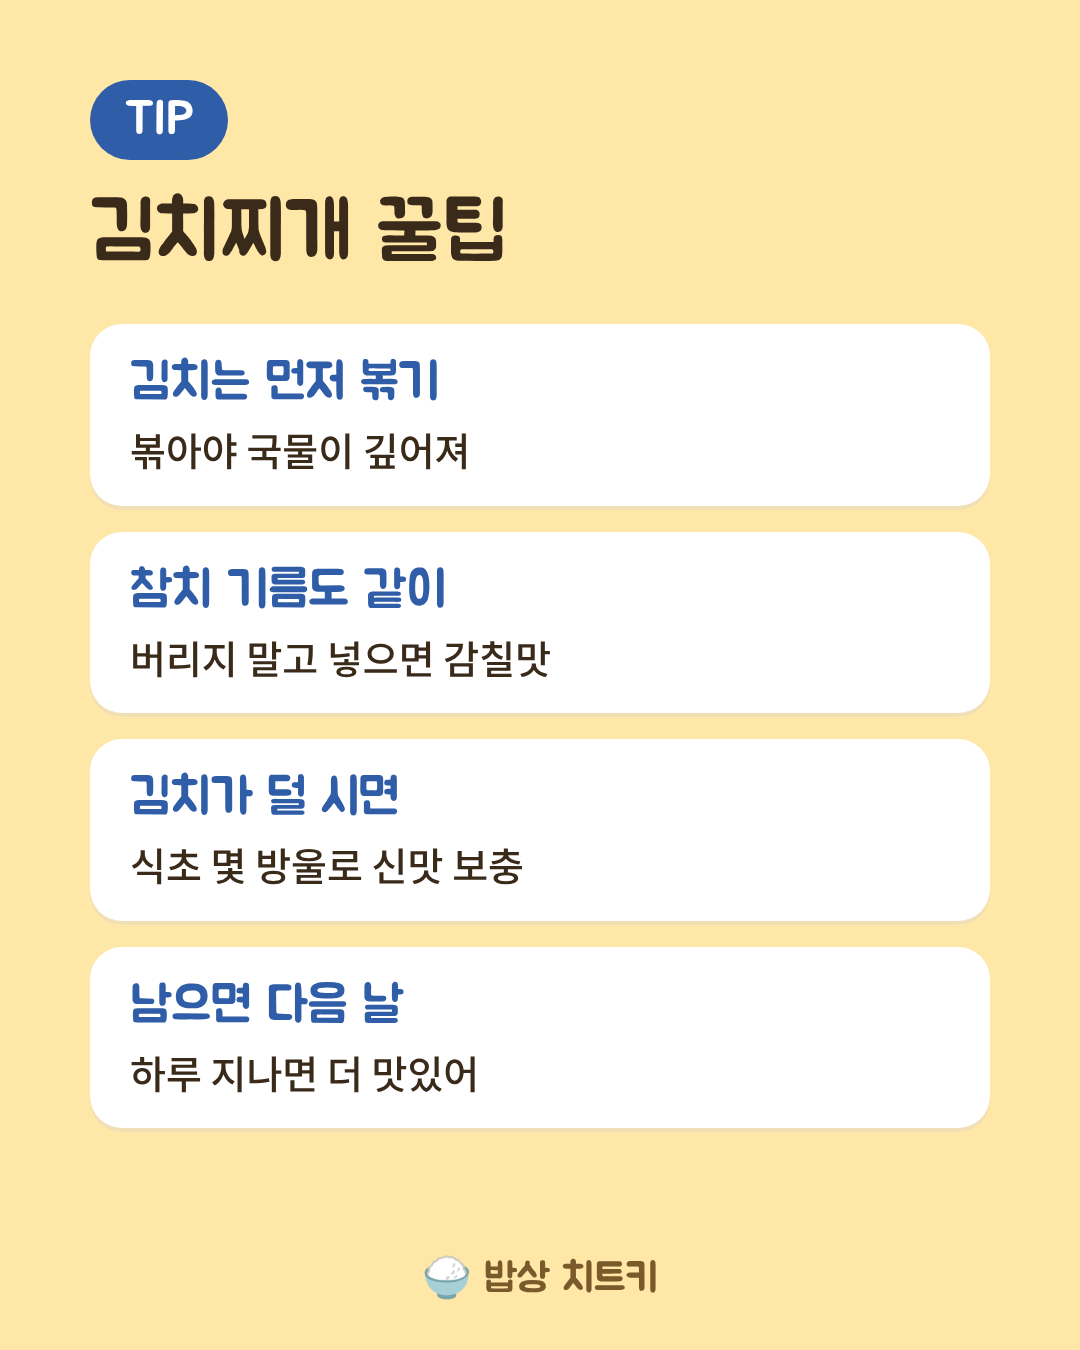 TIP
김치찌개 꿀팁
김치는 먼저 볶기
볶아야 국물이 깊어져
참치 기름도 같이
버리지 말고 넣으면 감칠맛
김치가 덜 시면
식초 몇 방울로 신맛 보충
남으면 다음 날
하루 지나면 더 맛있어
밥상 치트키